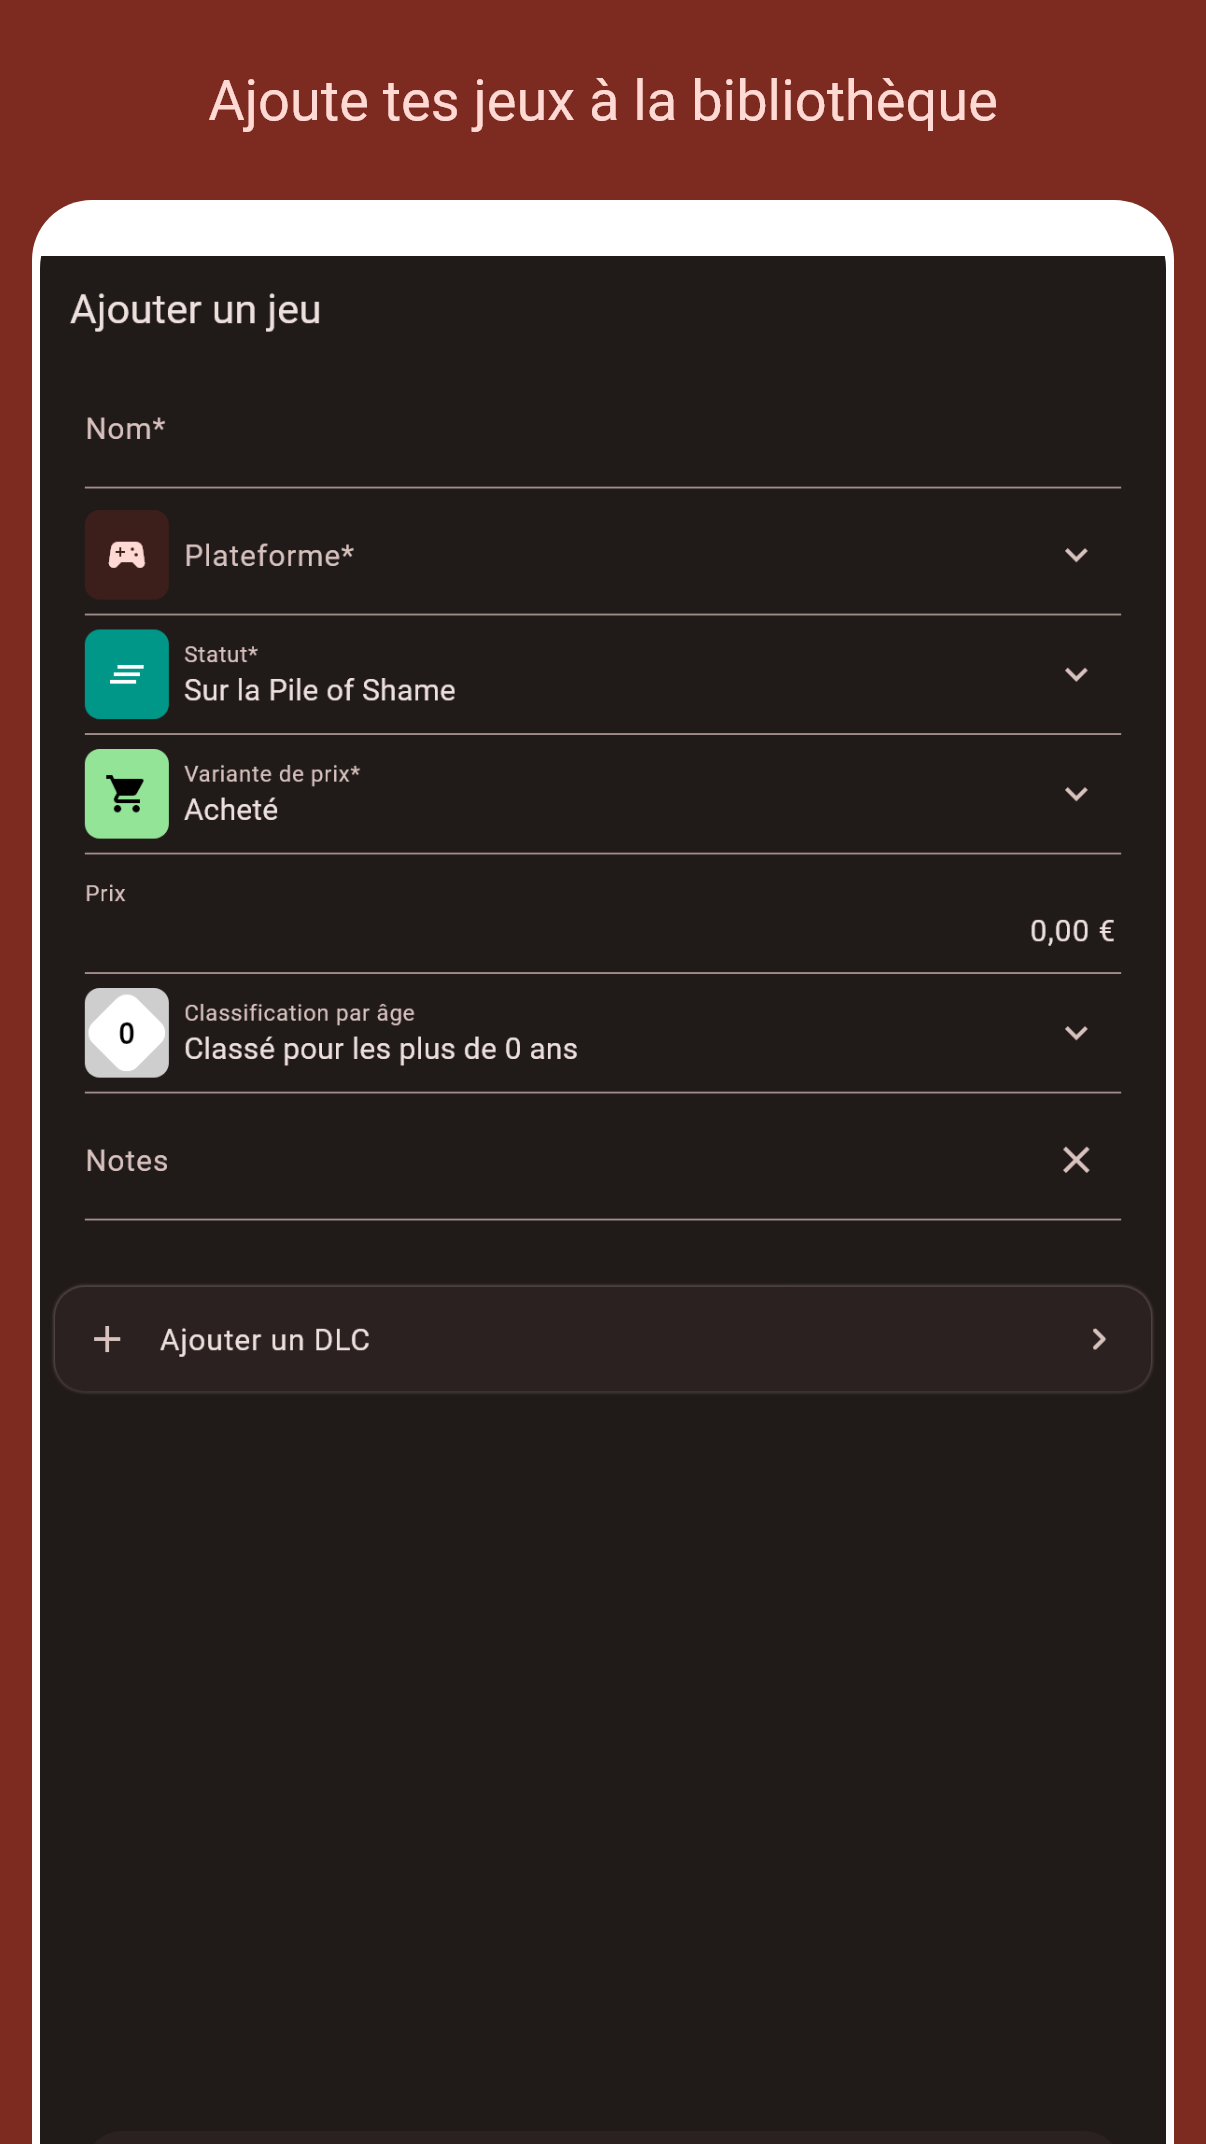 Ajoute tes jeux à la bibliothèque
Ajouter un jeu
Nom*
Plateforme*
Statut*
Sur la Pile of Shame
Variante de prix*
Acheté
Prix
0,00 €
0
Classification par âge
Classé pour les plus de 0 ans
Notes
Ajouter un DLC